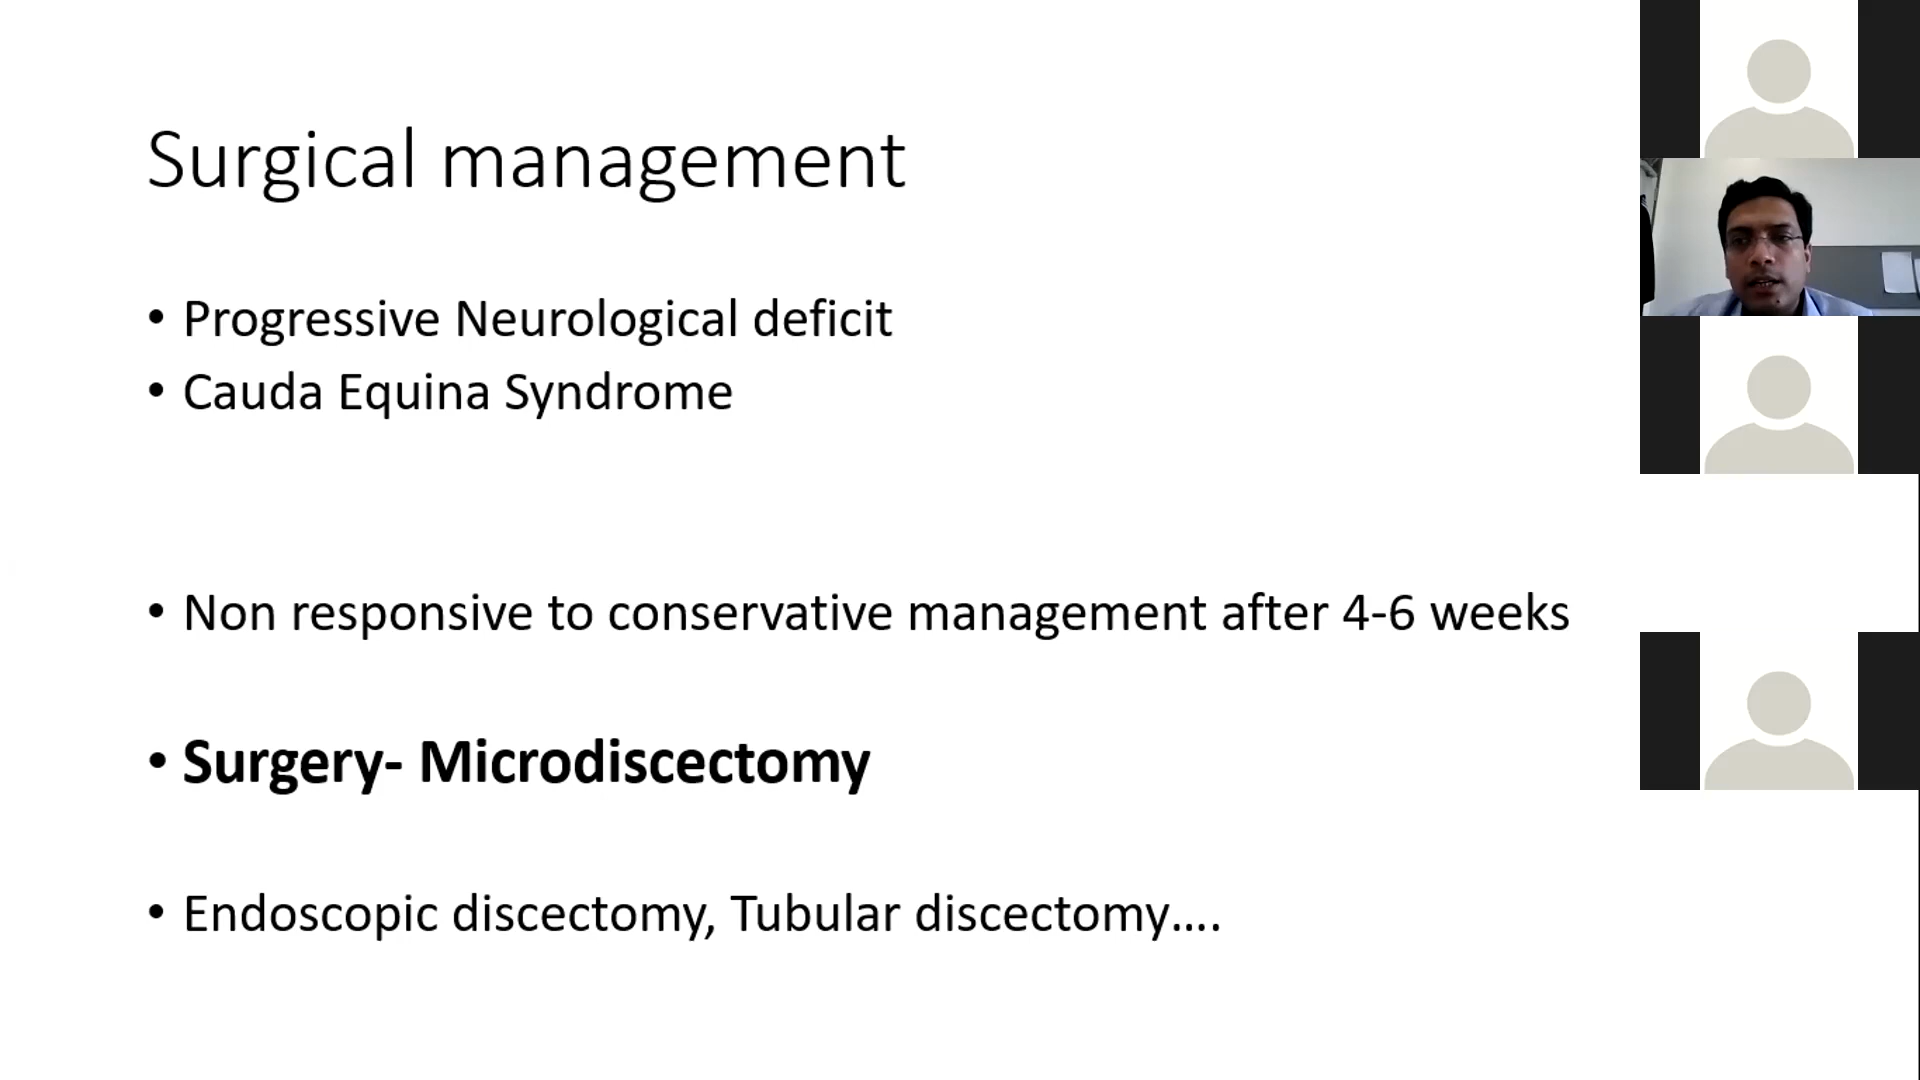 Surgical management
• Progressive Neurological deficit
• Cauda Equina Syndrome
• Non responsive to conservative management after 4-6 weeks
• Surgery- Microdiscectomy
• Endoscopic discectomy, Tubular discectomy....